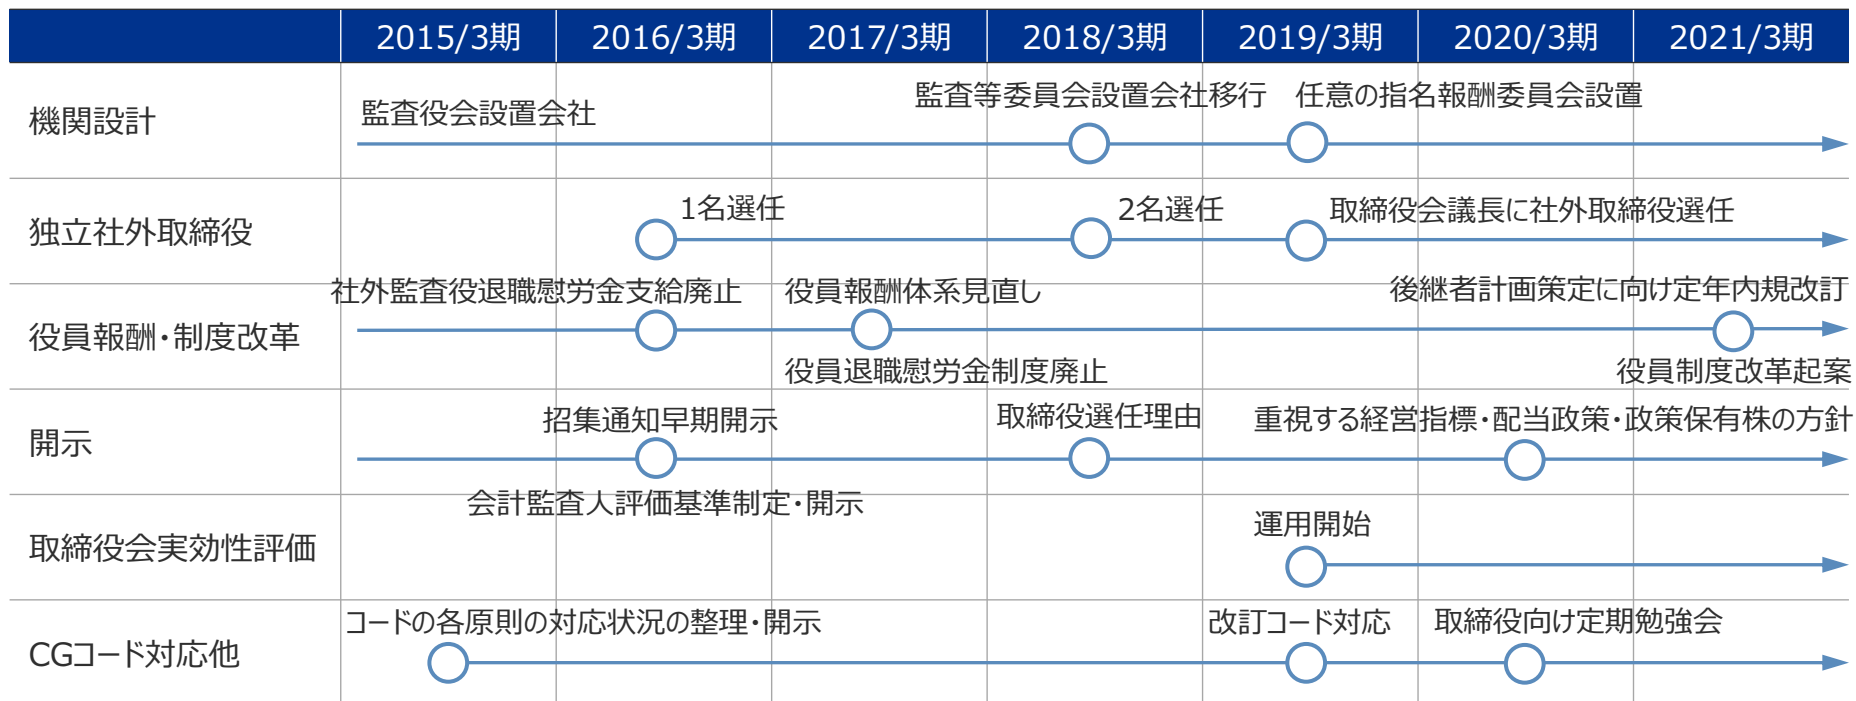 2015/3期 2016/3期 2017/3期 2018/3期 2019/3期 2020/3期 2021/3期
機関設計
監査役会設置会社
監査等委員会設置会社移行
任意の指名報酬委員会設置
独立社外取締役
1名選任
2名選任
取締役会議長に社外取締役選任
役員報酬・制度改革
社外監査役退職慰労金支給廃止
役員報酬体系見直し
役員退職慰労金制度廃止
後継者計画策定に向け定年内規改訂
役員制度改革起案
開示
招集通知早期開示
会計監査人評価基準制定・開示
取締役選任理由
重視する経営指標・配当政策・政策保有株の方針
取締役会実効性評価
運用開始
CGコード対応他
コードの各原則の対応状況の整理・開示
改訂コード対応
取締役向け定期勉強会